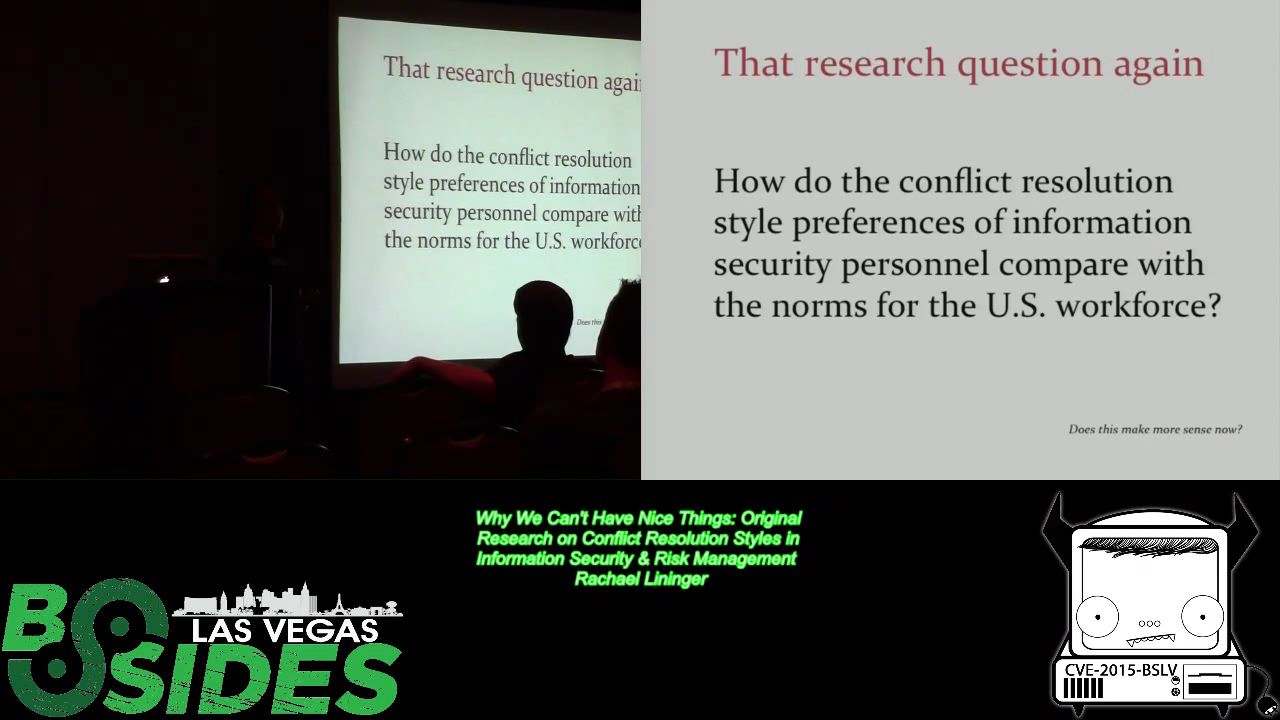 That research question again
How do the conflict resolution
style preferences of information
security personnel compare with
the norms for the U.S. workforce
Does this
That research question again
How do the conflict resolution
style preferences of information
security personnel compare with
the norms for the U.S. workforce?
Does this make more sense now?
Why We Can't Have Nice Things: Original
Research on Conflict Resolution Styles in
Information Security & Risk Management
Rachael Lininger
BSIDES
LAS VEGAS
CVE-2015-BSLV